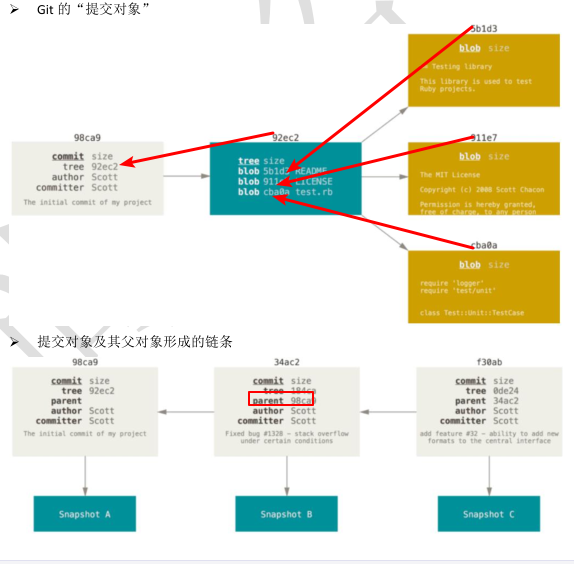 ➢ Git 的“提交对象”
5b1d3
blob size
Testing library
This library is used to test
Ruby projects.
98ca9
commit size
tree 92ec2
author Scott
committer Scott
The initial commit of my project
92ec2
tree size
blob 5b1d3 README
blob 911e7 LICENSE
blob cba0a test.rb
911e7
blob size
The MIT License
Copyright (c) 2008 Scott Chacon
Permission is hereby granted,
free of charge, to any person
cba0a
blob size
require 'logger'
require 'test/unit'
class Test::Unit::TestCase
➢ 提交对象及其父对象形成的链条
98ca9
commit size
tree 92ec2
parent
author Scott
committer Scott
The initial commit of my project
34ac2
commit size
tree 184ca
parent 98ca9
author Scott
committer Scott
Fixed bug #1328 – stack overflow
under certain conditions
f30ab
commit size
tree 0de24
parent 34ac2
author Scott
committer Scott
add feature #32 – ability to add new
formats to the central interface
Snapshot A
Snapshot B
Snapshot C